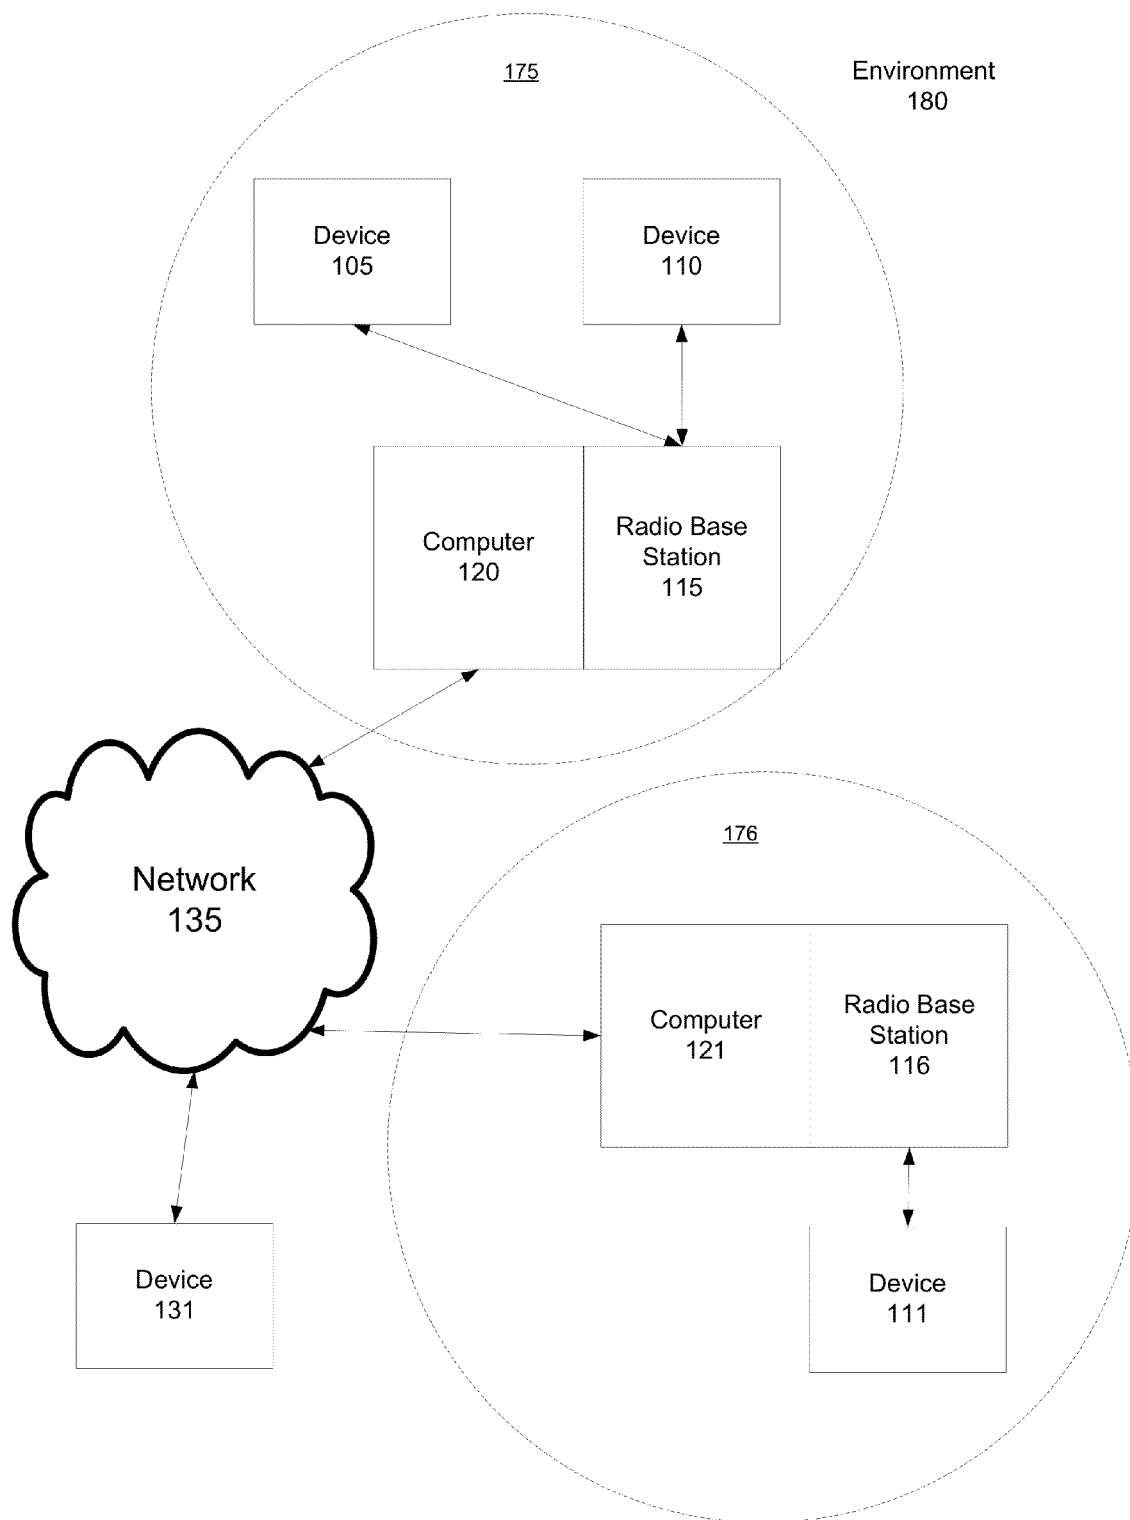 175
Environment
180
Device
105
Device
110
Computer
120
Radio Base
Station
115
Network
135
176
Computer
121
Radio Base
Station
116
Device
131
Device
111